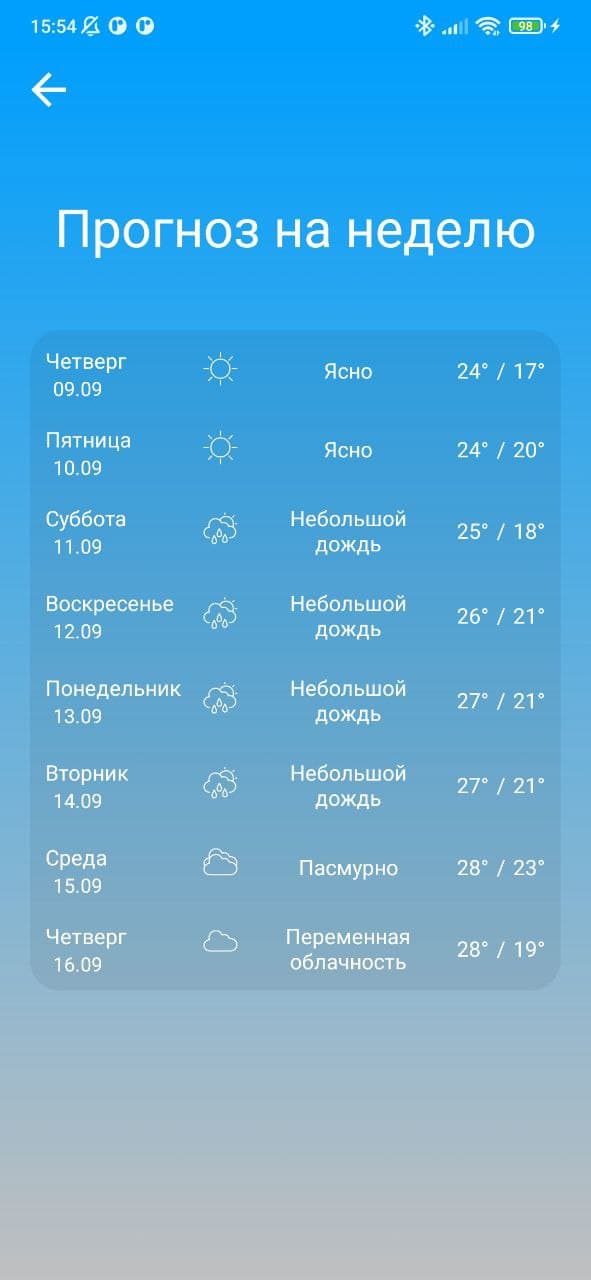 15:54 98
Прогноз на неделю
Четверг
09.09
Ясно
24° / 17°
Пятница
10.09
Ясно
24° / 20°
Суббота
11.09
Небольшой
дождь
25° / 18°
Воскресенье
12.09
Небольшой
дождь
26° / 21°
Понедельник
13.09
Небольшой
дождь
27° / 21°
Вторник
14.09
Небольшой
дождь
27° / 21°
Среда
15.09
Пасмурно
28° / 23°
Четверг
16.09
Переменная
облачность
28° / 19°